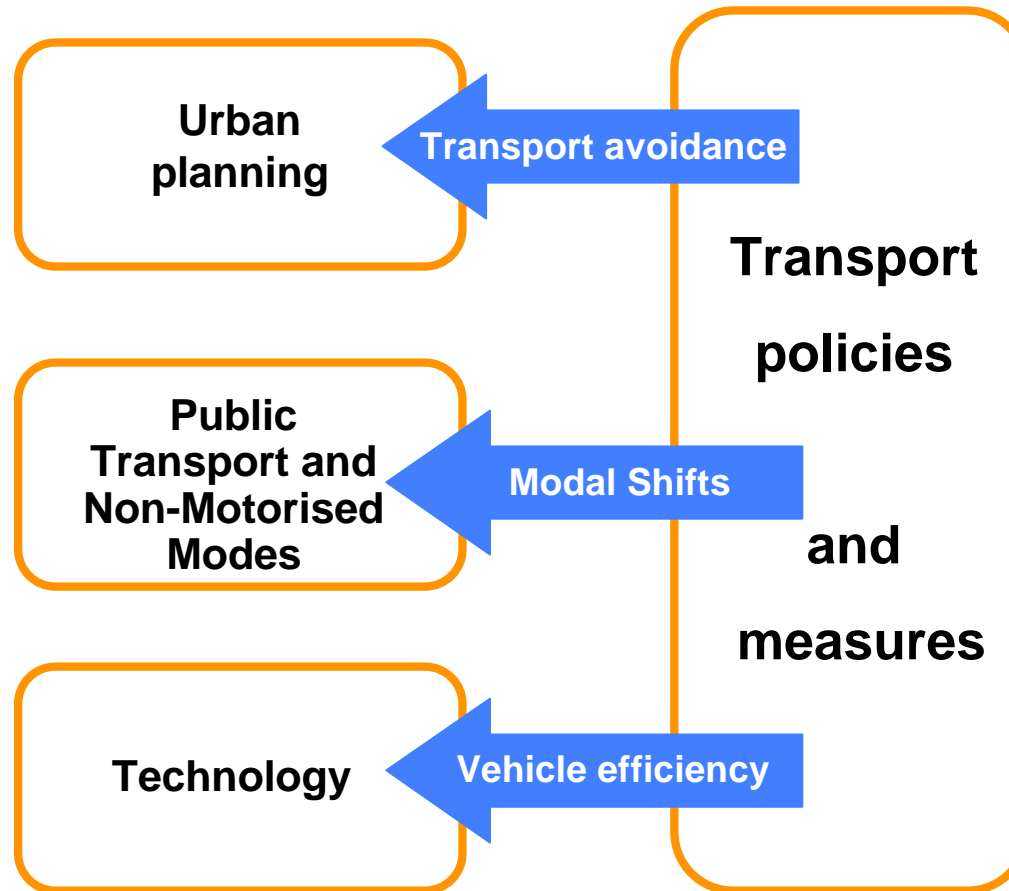 Urban
planning
Transport avoidance
Public
Transport and
Non-Motorised
Modes
Modal Shifts
Technology
Vehicle efficiency
Transport
policies
and
measures